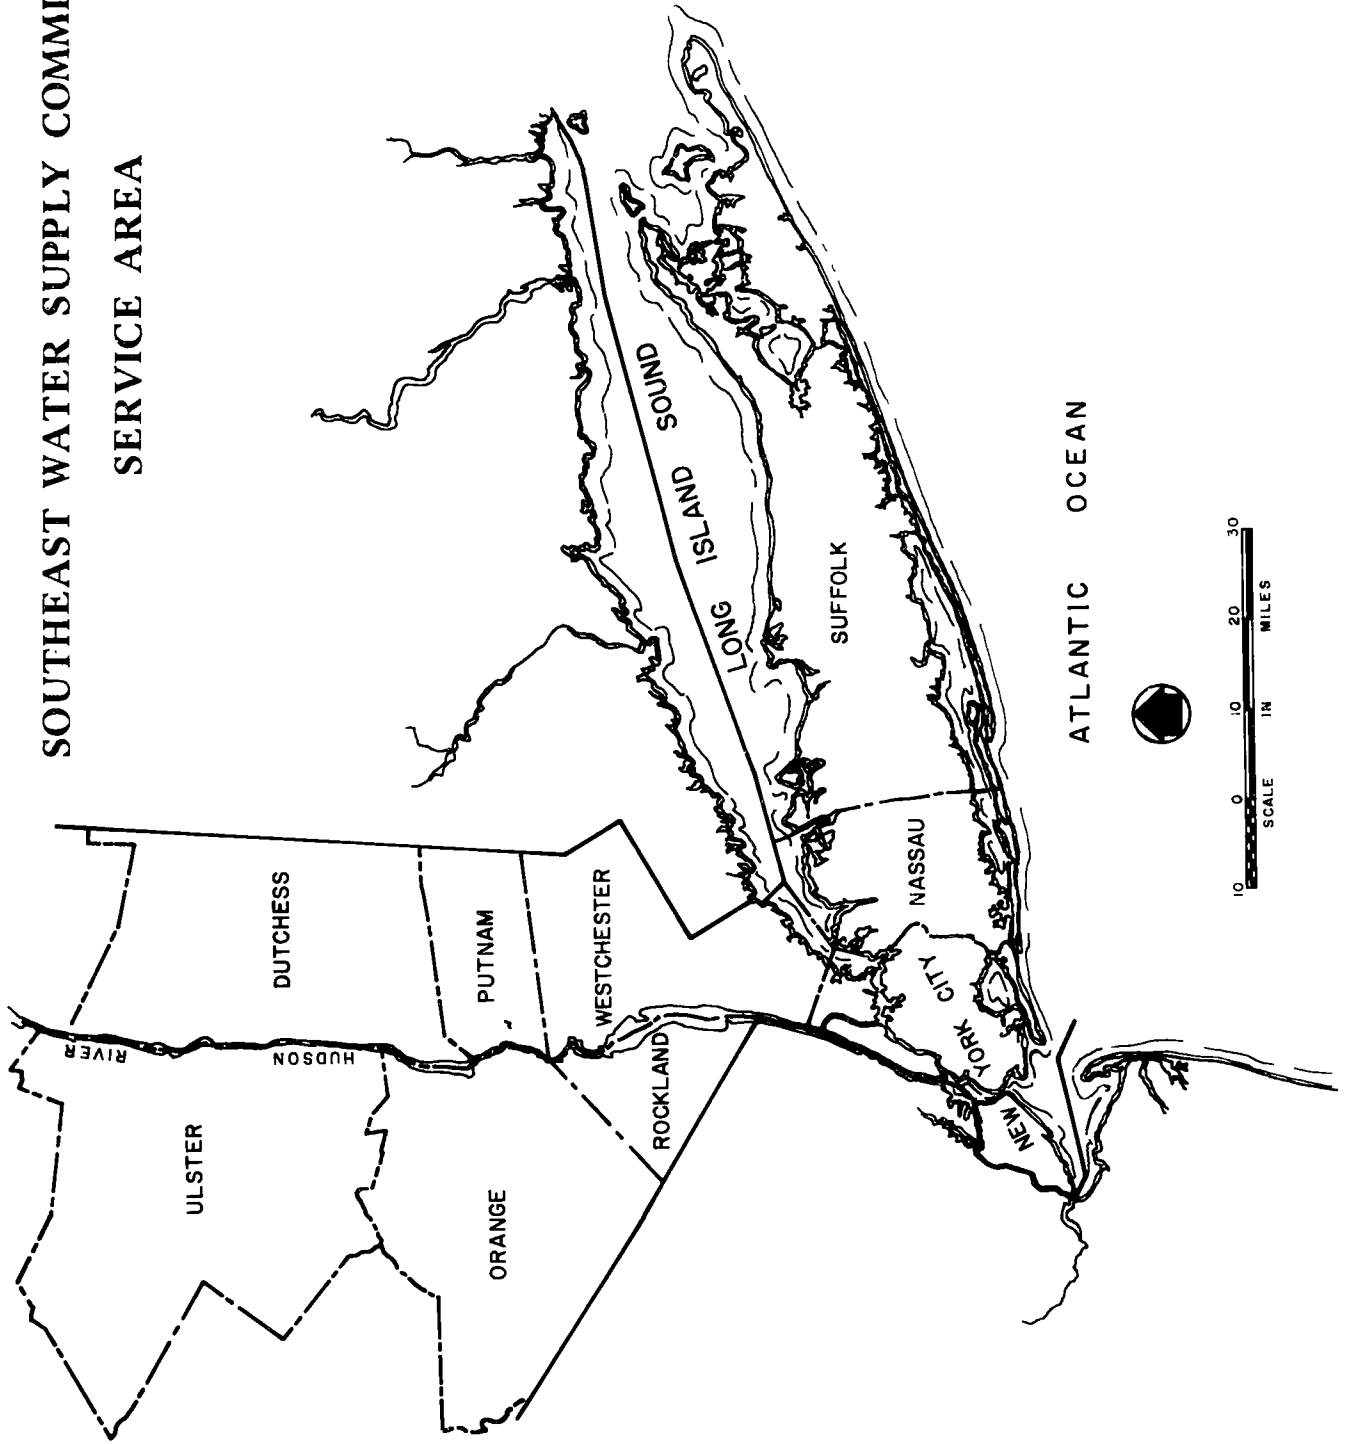 SOUTHEAST WATER SUPPLY
SERVICE AREA
DUTCHESS
PUTNAM
WESTCHESTER
HUDSON RIVER
ULSTER
ORANGE
ROCKLAND
LONG ISLAND SOUND
SUFFOLK
NASSAU
NEW YORK CITY
ATLANTIC OCEAN
10 0 10 20 30
SCALE IN MILES